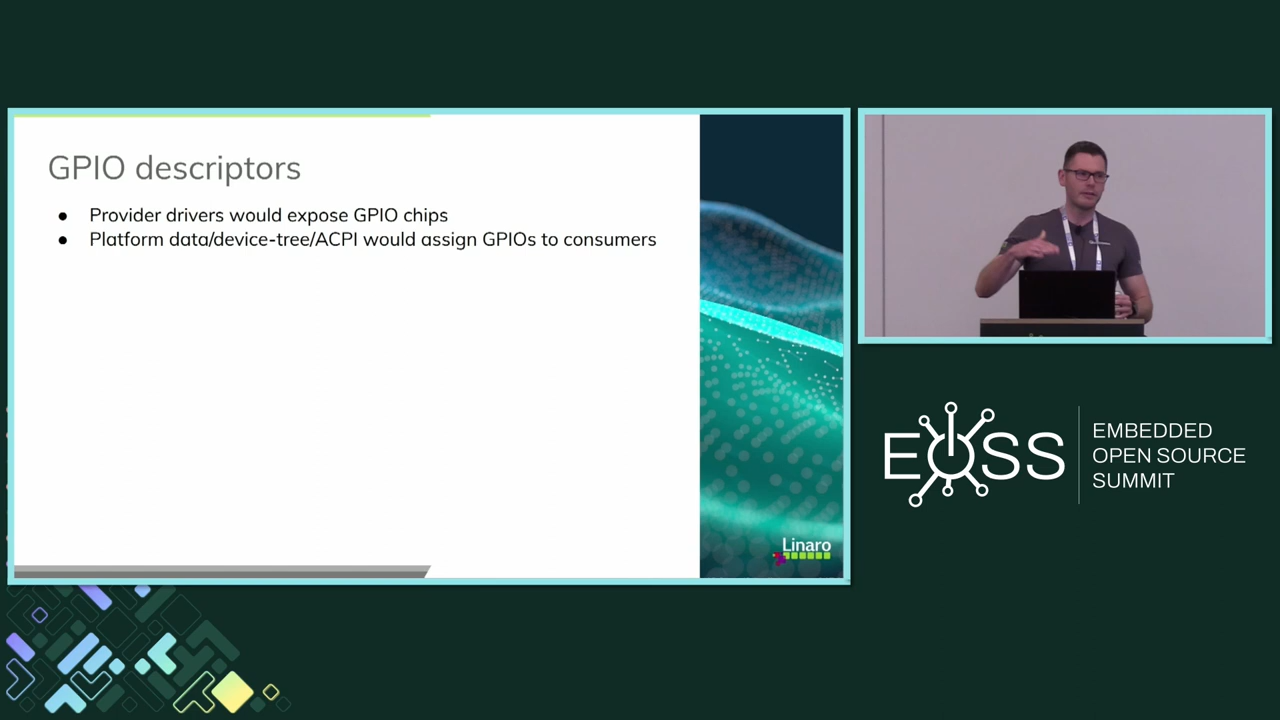 GPIO descriptors
● Provider drivers would expose GPIO chips
● Platform data/device-tree/ACPI would assign GPIOs to consumers
Linaro
EOSS
EMBEDDED
OPEN SOURCE
SUMMIT